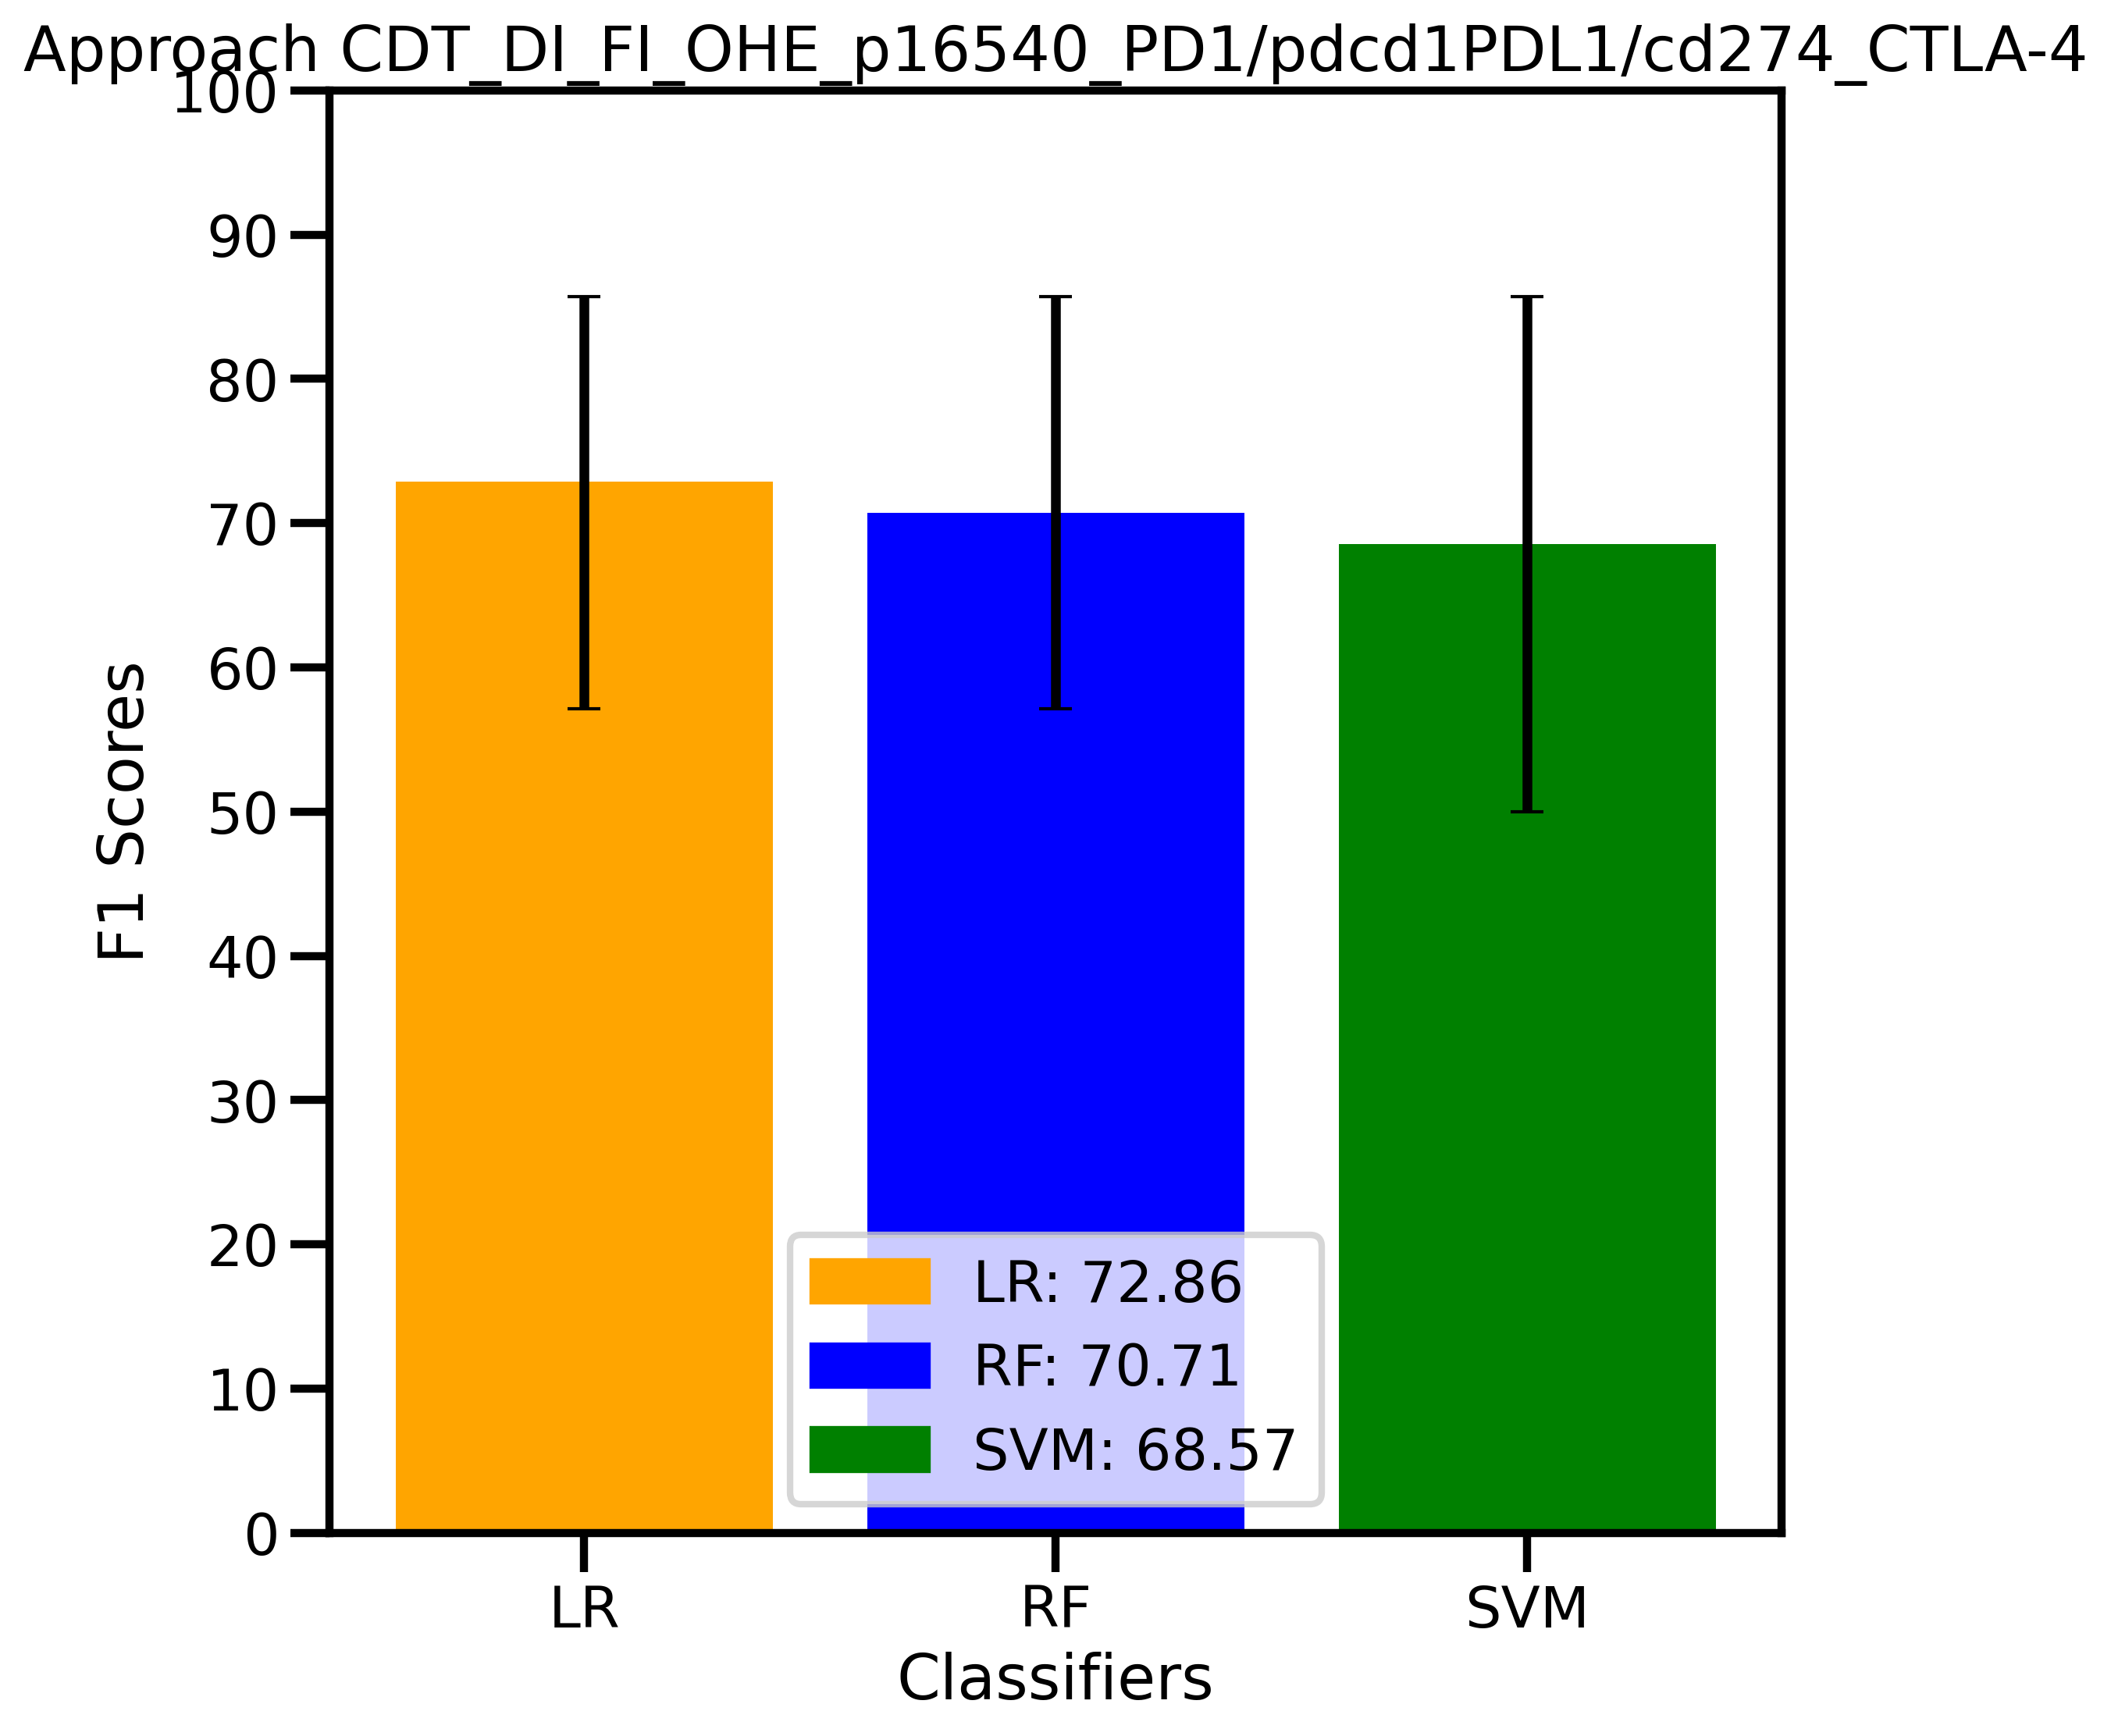 Approach CDT_DI_FI_OHE_p16540_PD1/pdcd1PDL1/cd274_CTLA-4
100
90
80
70
60
50
40
30
20
10
0
F1 Scores
LR: 72.86
RF: 70.71
SVM: 68.57
LR RF SVM
Classifiers